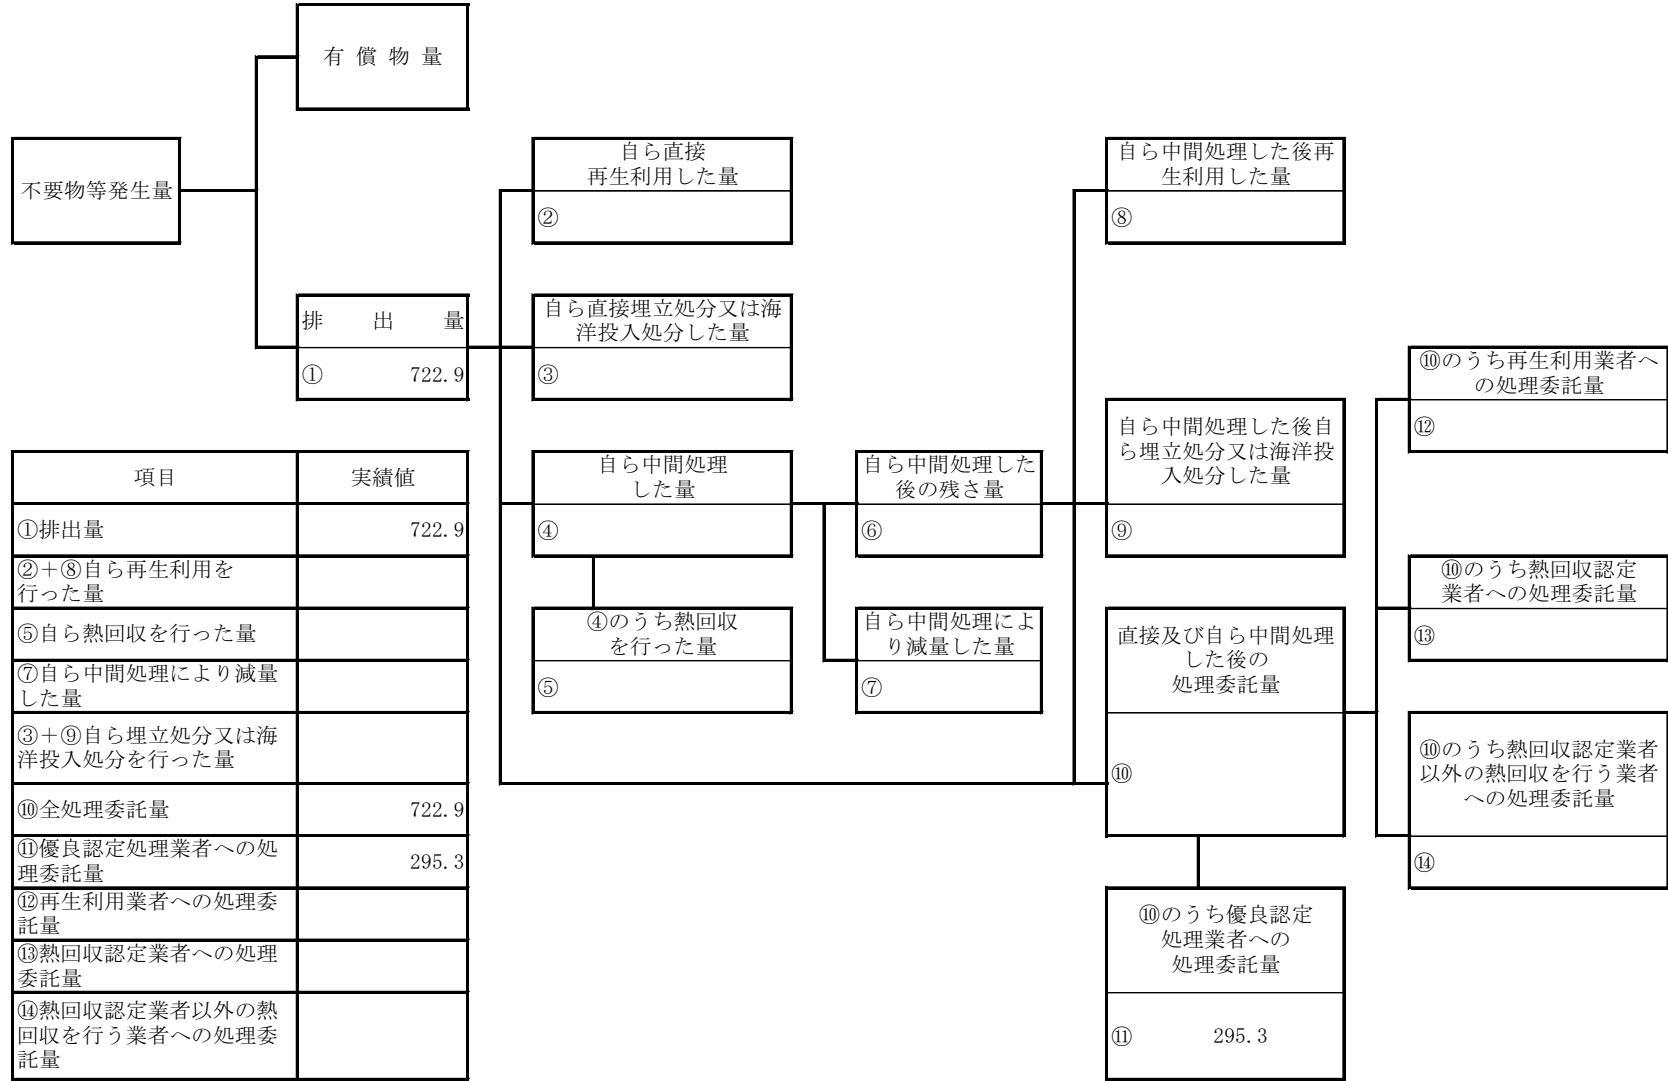 有償物量
不要物等発生量
排出量
① 722.9
自ら直接
再生利用した量
②
自ら直接埋立処分又は海
洋投入処分した量
③
自ら中間処理
した量
④
④のうち熱回収
を行った量
⑤
自ら中間処理した
後の残さ量
⑥
自ら中間処理によ
り減量した量
⑦
自ら中間処理した後再
生利用した量
⑧
自ら中間処理した後自
ら埋立処分又は海洋投
入処分した量
⑨
直接及び自ら中間処理
した後の
処理委託量
⑩
⑩のうち優良認定
処理業者への
処理委託量
⑪ 295.3
⑩のうち再生利用業者へ
の処理委託量
⑫
⑩のうち熱回収認定
業者への処理委託量
⑬
⑩のうち熱回収認定業者
以外の熱回収を行う業者
への処理委託量
⑭
項目 実績値
①排出量 722.9
②＋⑧自ら再生利用を
行った量
⑤自ら熱回収を行った量
⑦自ら中間処理により減量
した量
③＋⑨自ら埋立処分又は海
洋投入処分を行った量
⑩全処理委託量 722.9
⑪優良認定処理業者への処
理委託量 295.3
⑫再生利用業者への処理委
託量
⑬熱回収認定業者への処理
委託量
⑭熱回収認定業者以外の熱
回収を行う業者への処理委
託量